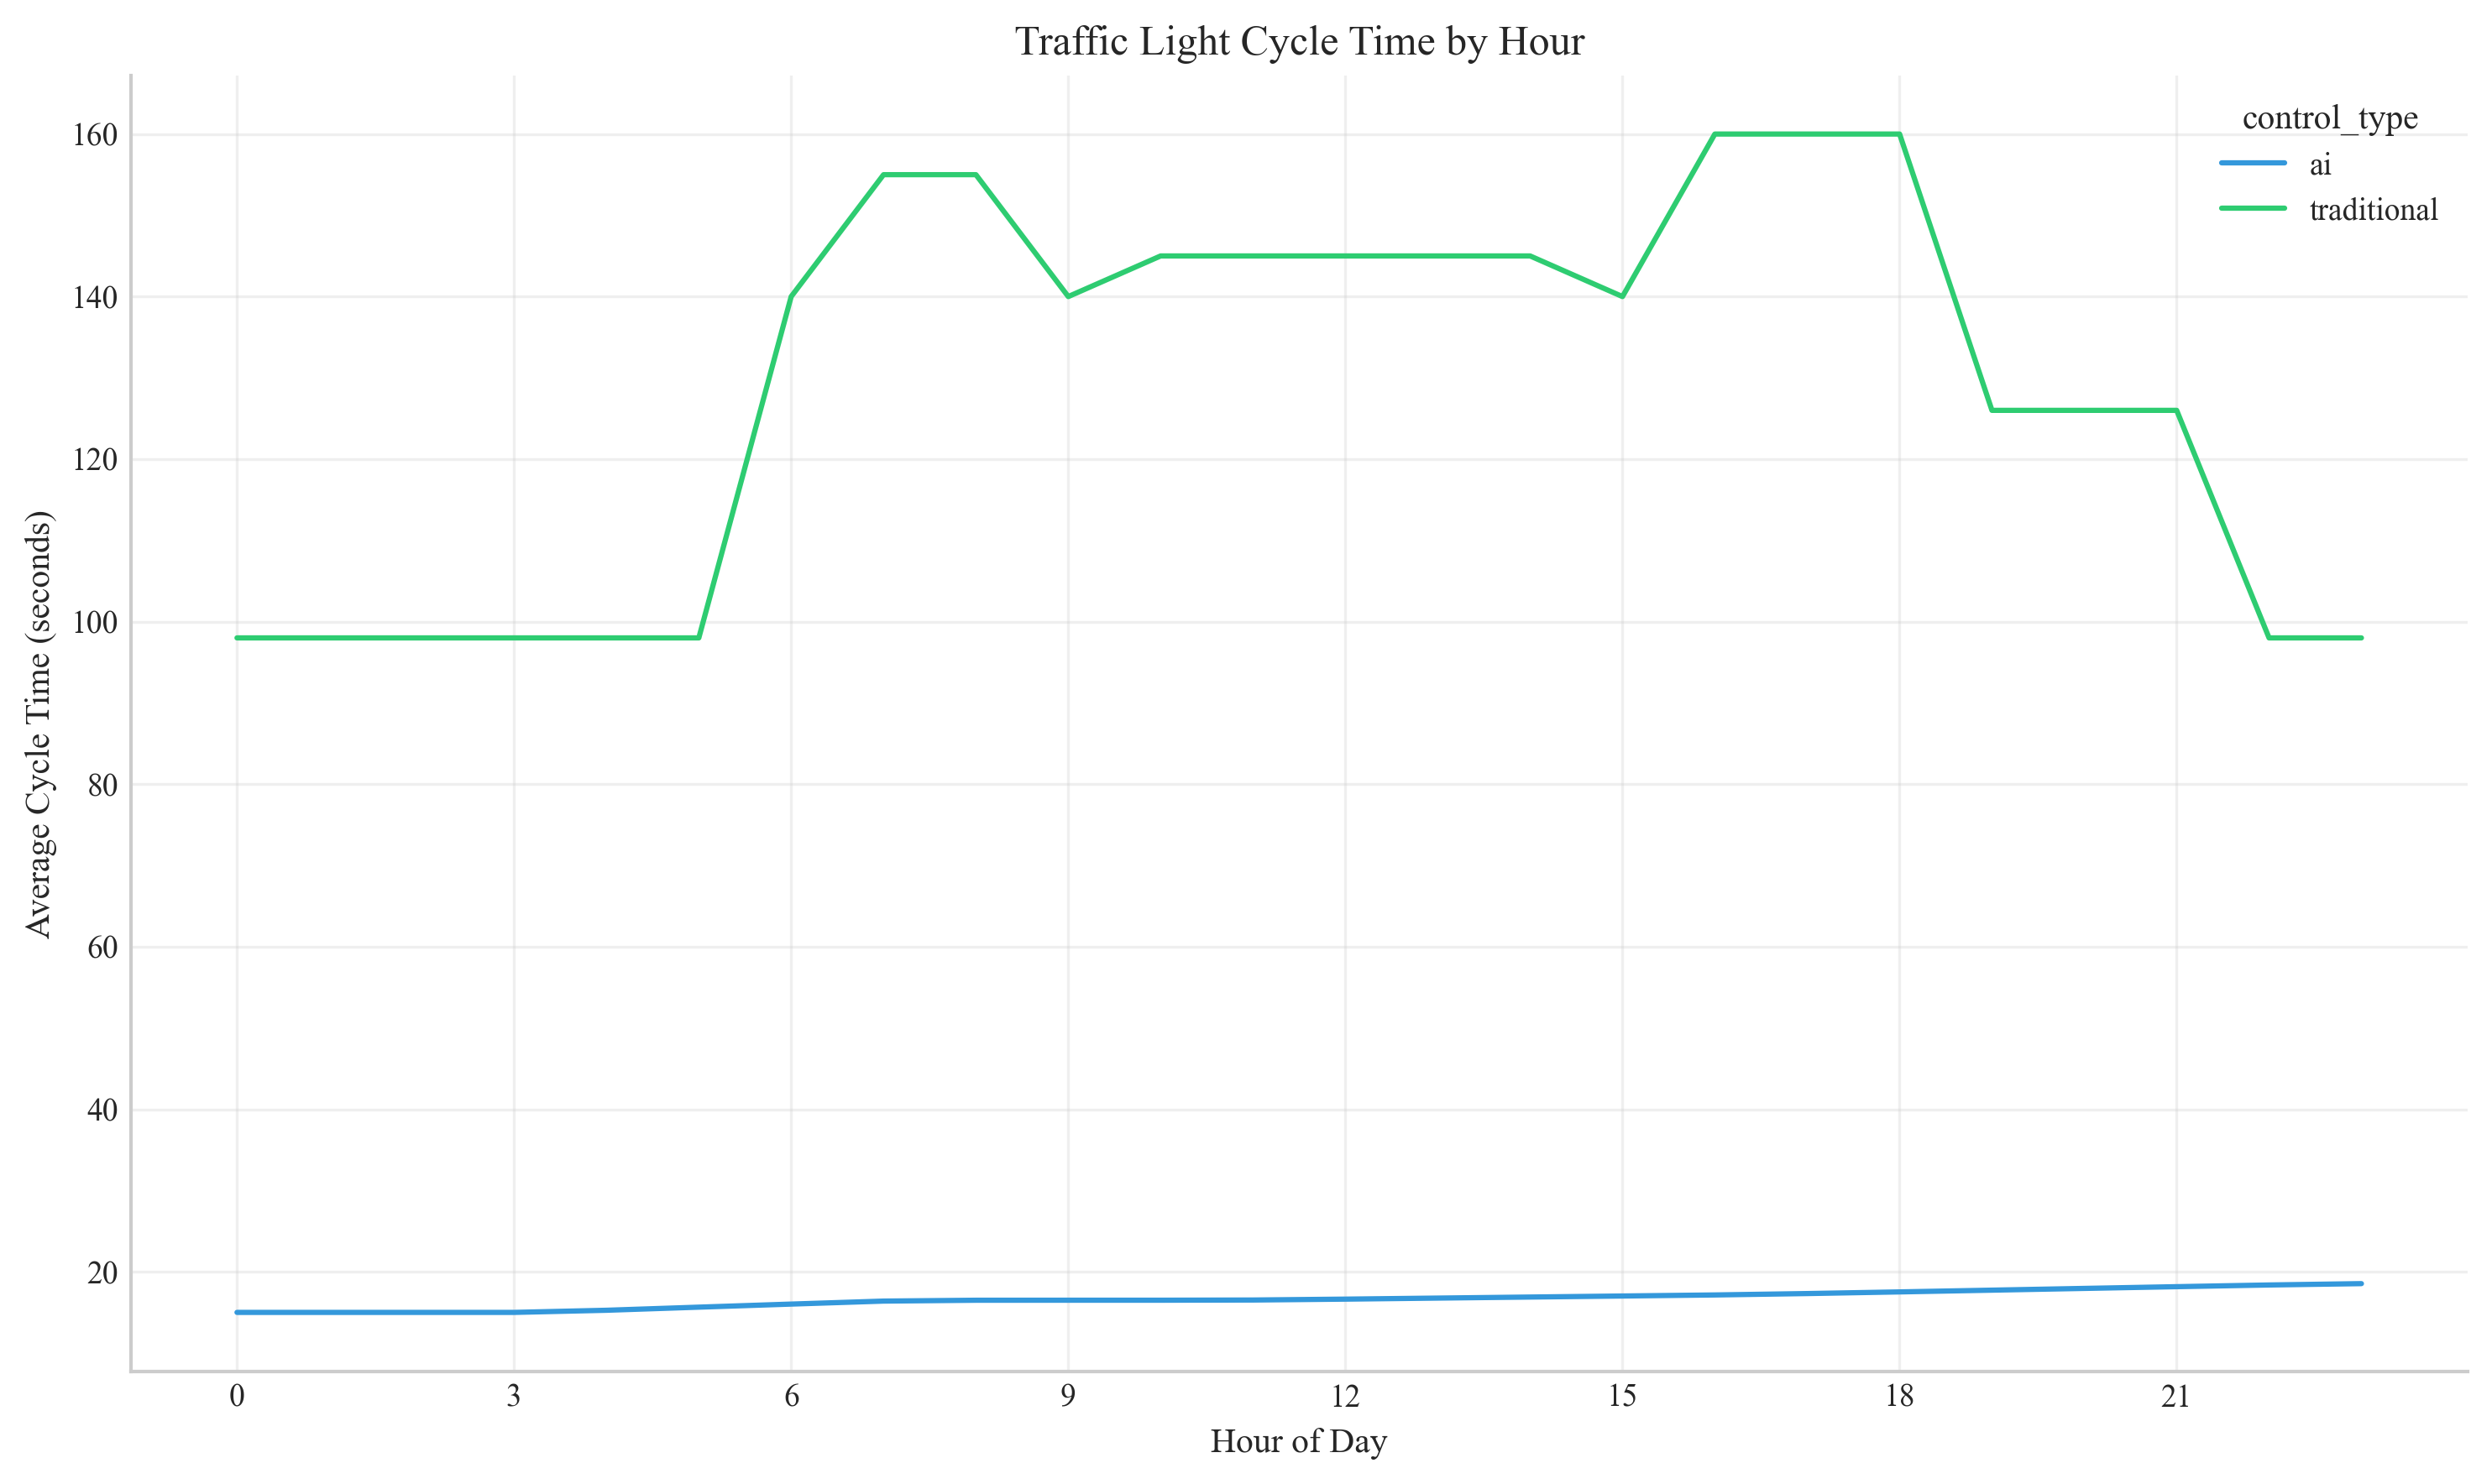 Traffic Light Cycle Time by Hour
control_type
ai
traditional
Average Cycle Time (seconds)
160
140
120
100
80
60
40
20
0 3 6 9 12 15 18 21
Hour of Day